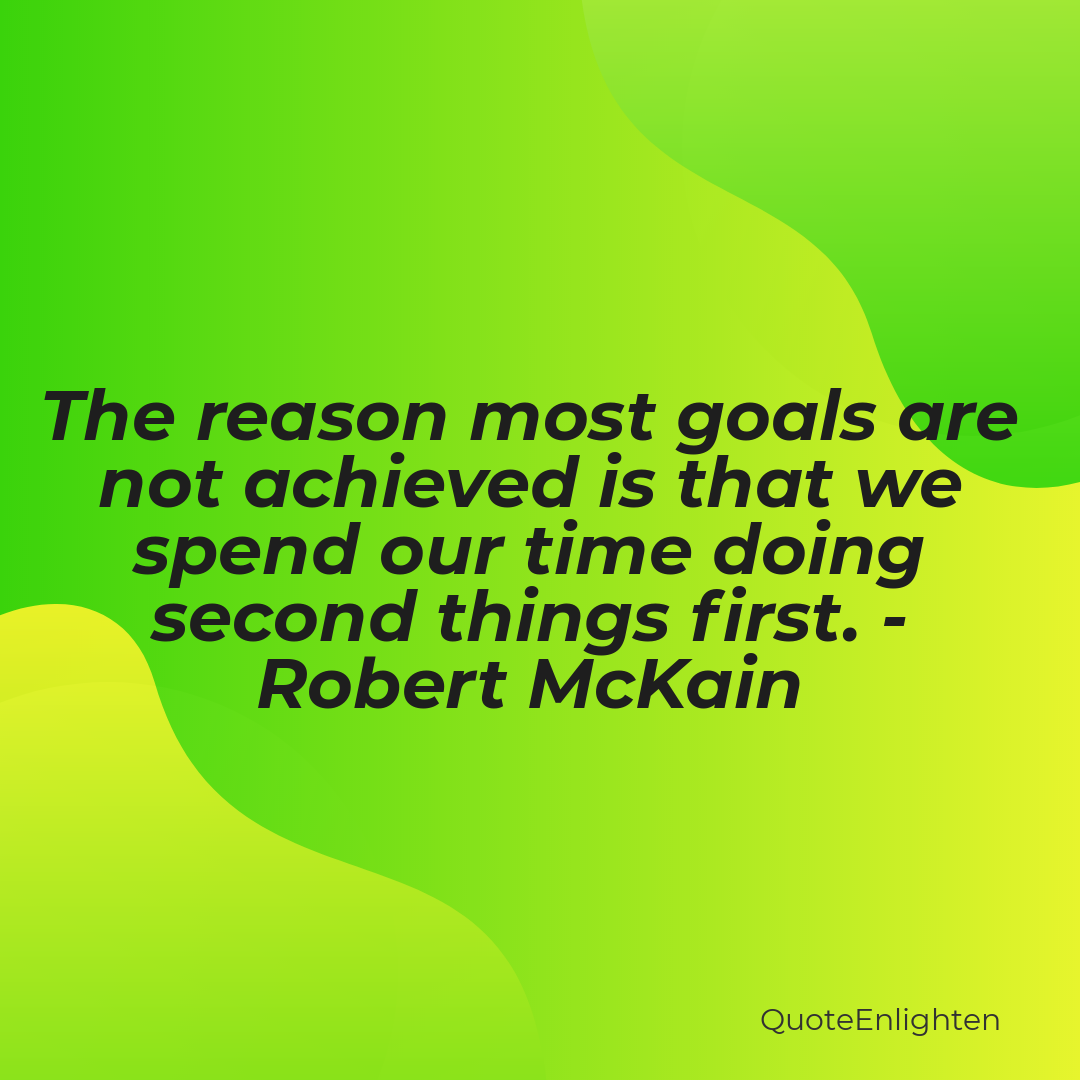 The reason most goals are
not achieved is that we
spend our time doing
second things first. -
Robert McKain
QuoteEnlighten